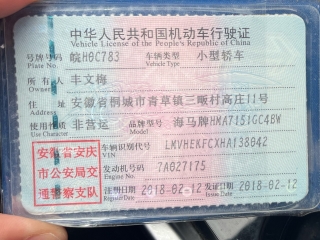 中华人民共和国机动车行驶证
Vehicle License of the People's Republic of China
号牌号码 皖H0C783 车辆类型 小型轿车
Plate No. Vehicle Type
所有人 丰文梅
Owner
住址 安徽省桐城市青草镇三畈村高庄11号
Address
使用性质 非营运 品牌型号 海马牌HMA7151GC4BW
Use Character Model
安徽省安庆市公安局交通警察支队
车辆识别代号 LMVHEKFCXHA138042
VIN
发动机号码 7A027175
Engine No.
注册日期 2018-02-12 发证日期 2018-02-12
Register Date Issue Date